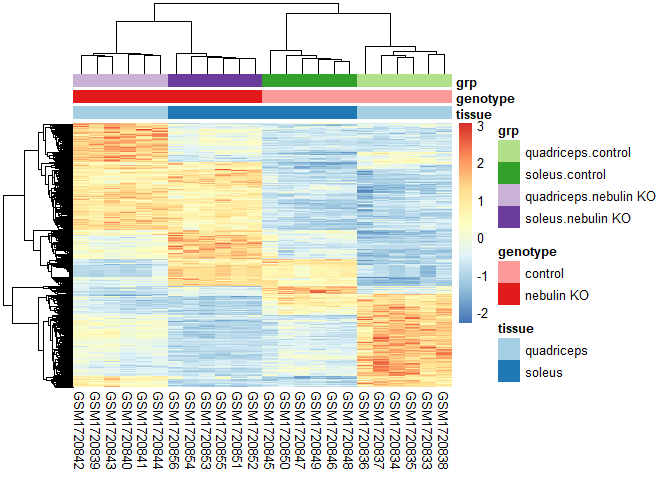 grp
genotype
tissue
3
2
1
0
-1
-2
grp
quadriceps.control
soleus.control
quadriceps.nebulin KO
soleus.nebulin KO
genotype
control
nebulin KO
tissue
quadriceps
soleus
GSM1720842
GSM1720839
GSM1720843
GSM1720840
GSM1720841
GSM1720844
GSM1720856
GSM1720854
GSM1720853
GSM1720855
GSM1720851
GSM1720852
GSM1720845
GSM1720850
GSM1720847
GSM1720849
GSM1720846
GSM1720848
GSM1720836
GSM1720837
GSM1720834
GSM1720835
GSM1720833
GSM1720838